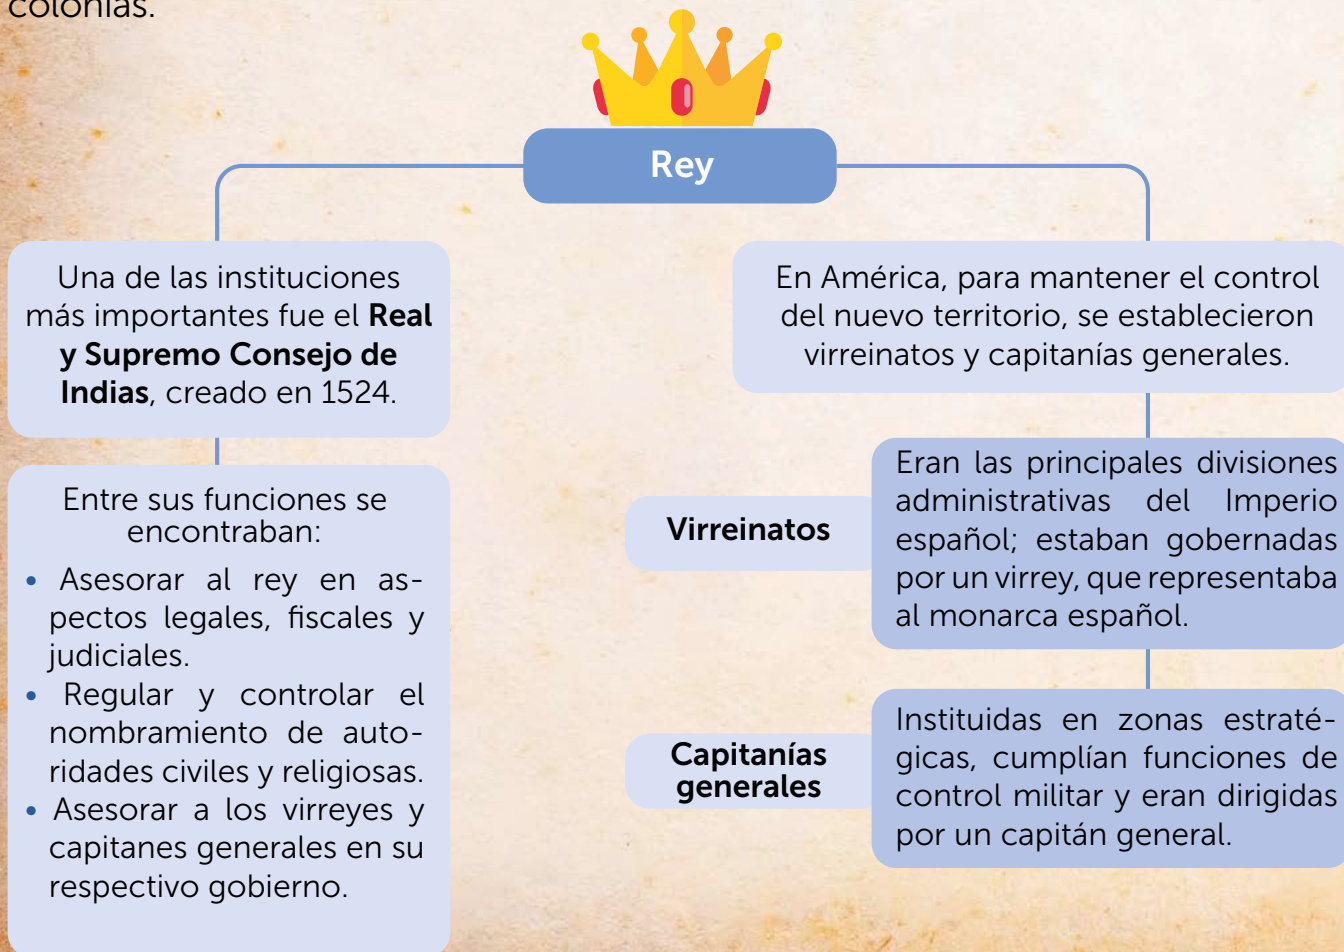 colonias.
Rey
Una de las instituciones
más importantes fue el Real
y Supremo Consejo de
Indias, creado en 1524.
Entre sus funciones se
encontraban:
• Asesorar al rey en as-
pectos legales, fiscales y
judiciales.
• Regular y controlar el
nombramiento de auto-
ridades civiles y religiosas.
• Asesorar a los virreyes y
capitanes generales en su
respectivo gobierno.
En América, para mantener el control
del nuevo territorio, se establecieron
virreinatos y capitanías generales.
Virreinatos
Eran las principales divisiones
administrativas del Imperio
español; estaban gobernadas
por un virrey, que representaba
al monarca español.
Capitanías
generales
Instituidas en zonas estraté-
gicas, cumplían funciones de
control militar y eran dirigidas
por un capitán general.